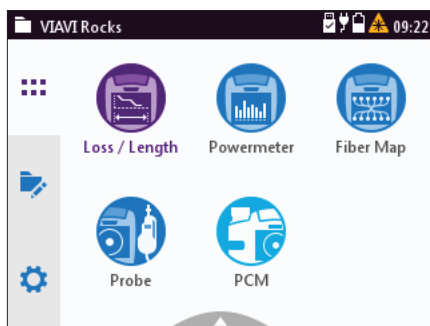 VIAVI Rocks
09:22
Loss / Length
Powermeter
Fiber Map
Probe
PCM